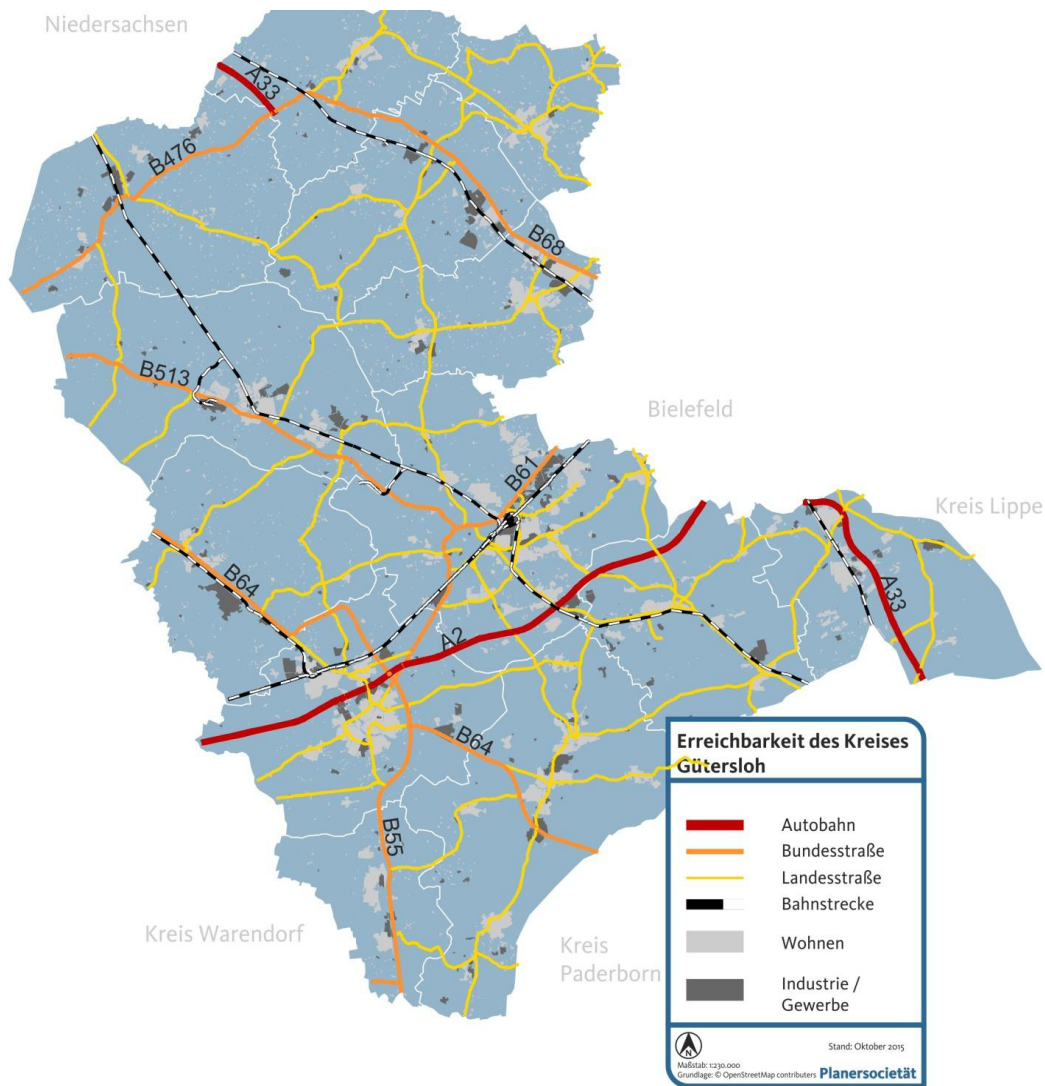 Niedersachsen
A33
B476
B68
B513
Bielefeld
B61
Kreis Lippe
B64
A33
A2
B64
B55
Kreis Warendorf
Kreis
Paderborn
Erreichbarkeit des Kreises
Gütersloh
Autobahn
Bundesstraße
Landesstraße
Bahnstrecke
Wohnen
Industrie /
Gewerbe
N
Stand: Oktober 2015
Maßstab: 1:230.000
Grundlage: © OpenStreetMap contributers Planersocietät